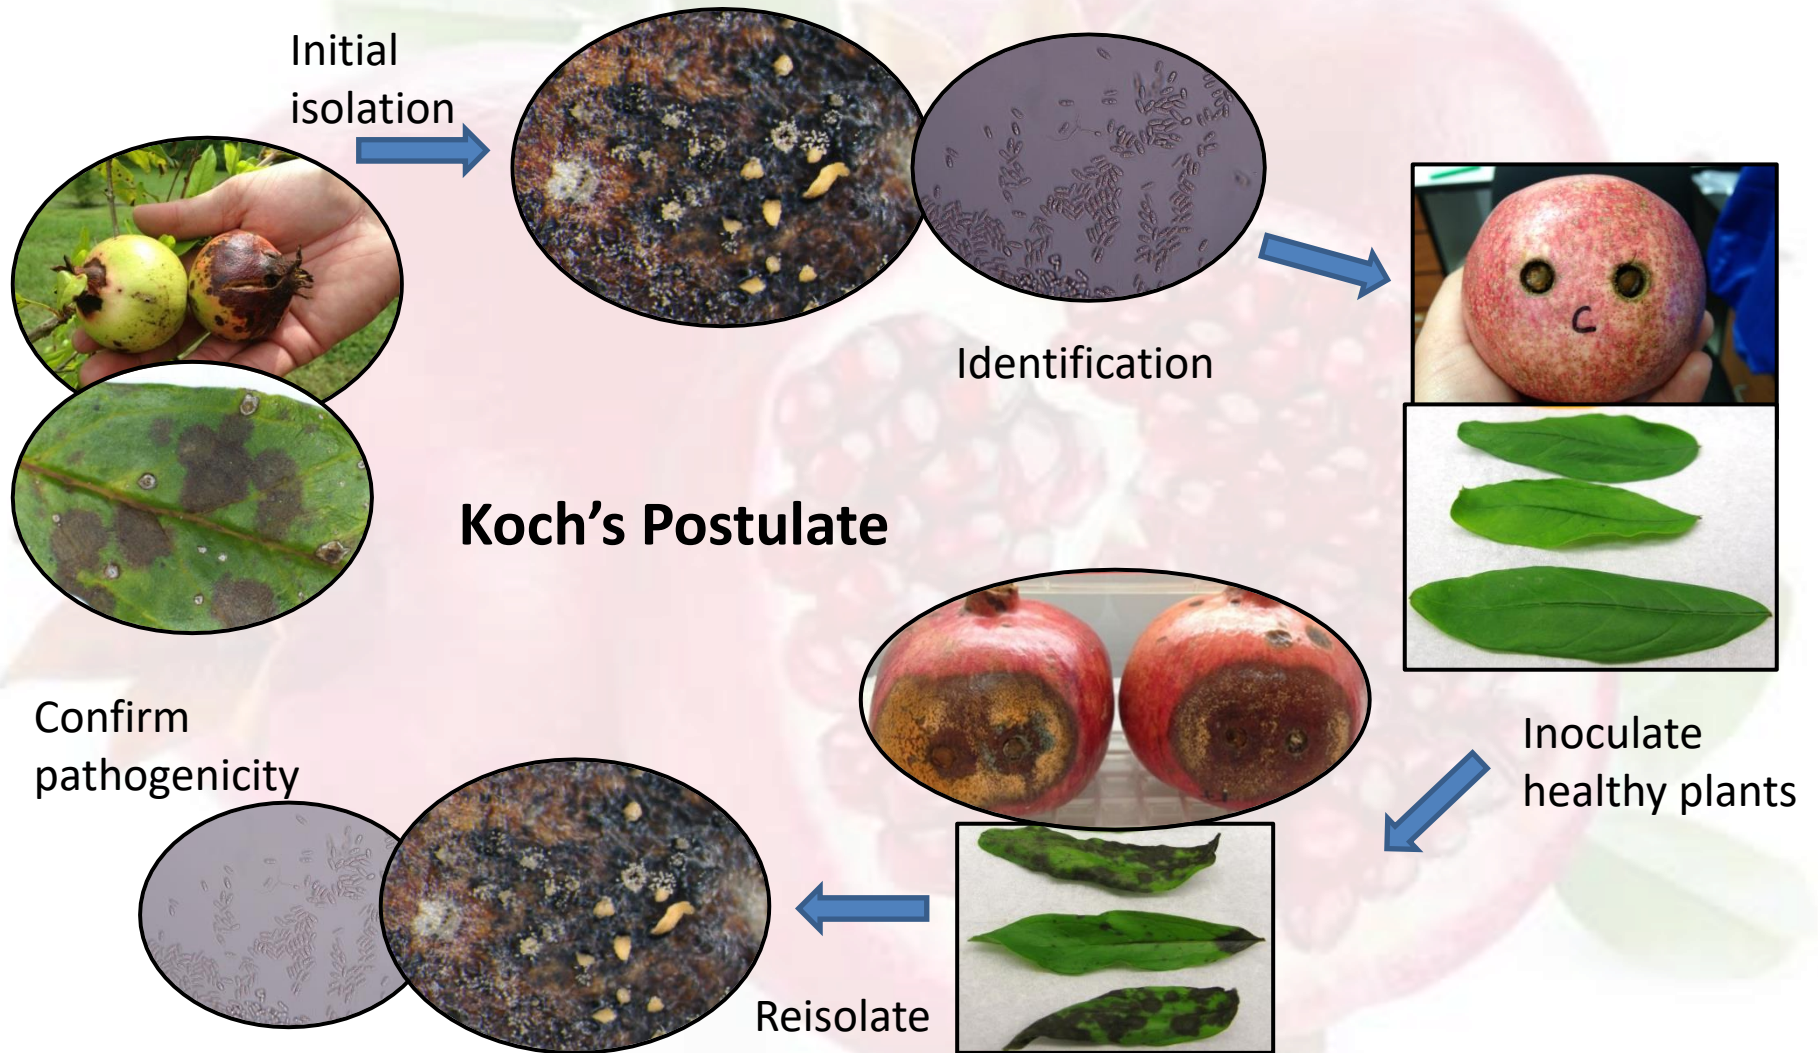 Initial
isolation
Identification
Koch's Postulate
Inoculate
healthy plants
Reisolate
Confirm
pathogenicity
c